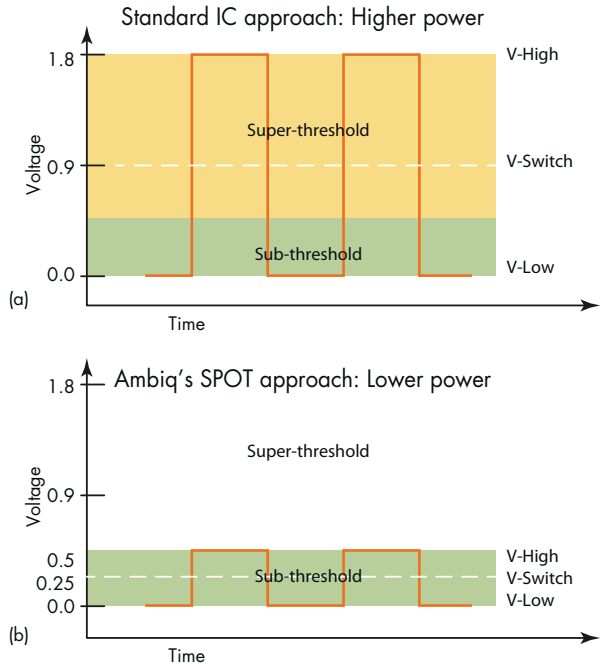 Standard IC approach: Higher power
1.8
V-High
Super-threshold
Voltage
0.9
V-Switch
Sub-threshold
0.0
V-Low
(a)
Time
Ambiq's SPOT approach: Lower power
1.8
Super-threshold
Voltage
0.9
0.5
V-High
0.25
Sub-threshold
V-Switch
0.0
V-Low
(b)
Time